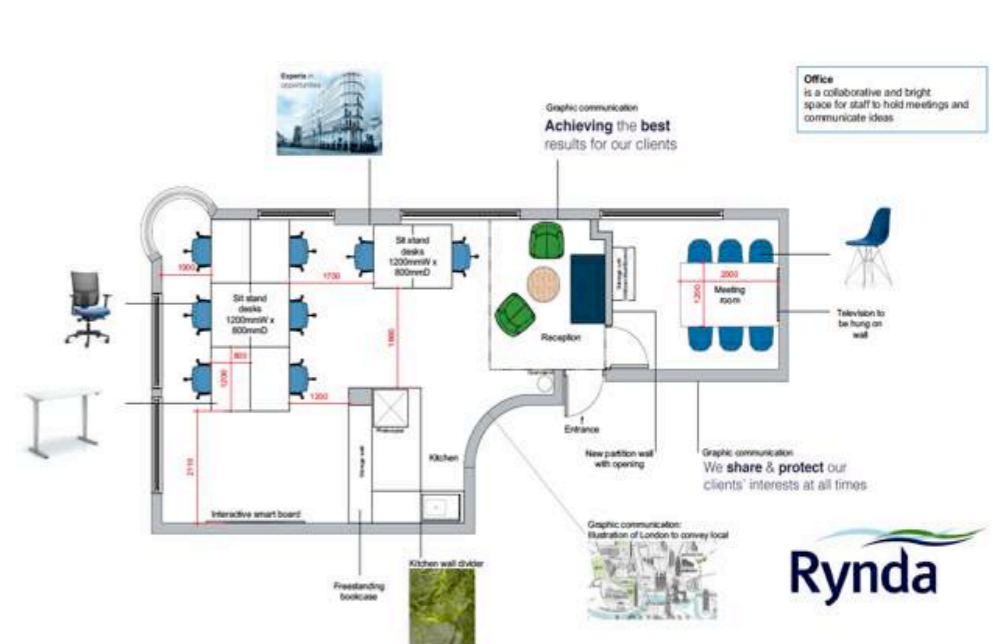 Experts in
opportunities
Graphic communication
Achieving the best
results for our clients
Office
is a collaborative and bright
space for staff to hold meetings and
communicate ideas
Sit stand
desks
1200mmW x
800mmD
1000
1700
Sit stand
desks
1200mmW x
800mmD
800
1200
1200
2110
Reception
2000
1200
Meeting
room
Television to
be hung on
wall
Entrance
Kitchen
New partition wall
with opening
Graphic communication
We share & protect our
clients' interests at all times
Interactive smart board
Graphic communication:
Illustration of London to convey local
Kitchen wall divider
Freestanding
bookcase
Rynda